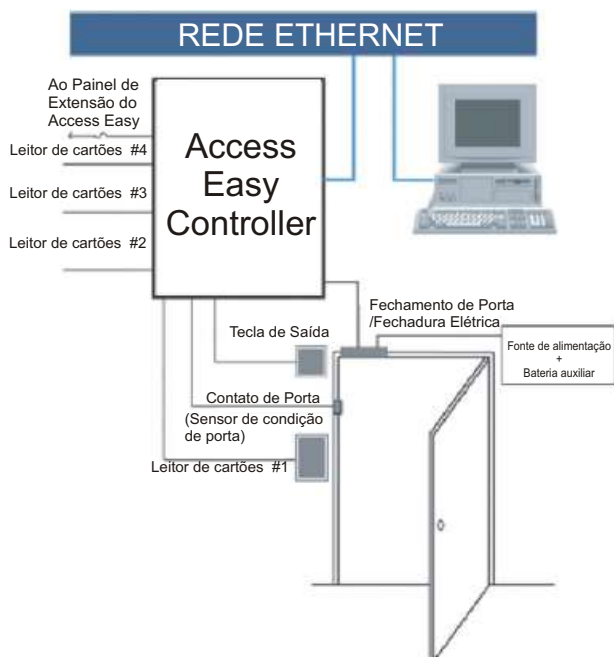 REDE ETHERNET
Ao Painel de
Extensão do
Access Easy
Leitor de cartões #4
Leitor de cartões #3
Leitor de cartões #2
Access
Easy
Controller
Fechamento de Porta
/Fechadura Elétrica
Fonte de alimentação
+
Bateria auxiliar
Tecla de Saída
Contato de Porta
(Sensor de condição
de porta)
Leitor de cartões #1